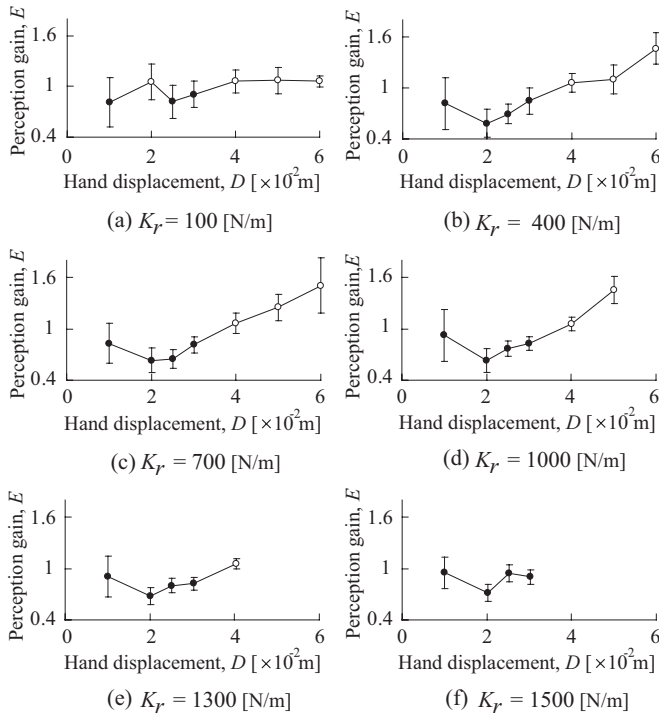 Perception gain, E
1.6
1
0.4
0 2 4 6
Hand displacement, D [ ×10⁻²m]
(a) Kᵣ = 100 [N/m]
Perception gain, E
1.6
1
0.4
0 2 4 6
Hand displacement, D [ ×10⁻²m]
(b) Kᵣ = 400 [N/m]
Perception gain, E
1.6
1
0.4
0 2 4 6
Hand displacement, D [ ×10⁻²m]
(c) Kᵣ = 700 [N/m]
Perception gain, E
1.6
1
0.4
0 2 4 6
Hand displacement, D [ ×10⁻²m]
(d) Kᵣ = 1000 [N/m]
Perception gain, E
1.6
1
0.4
0 2 4 6
Hand displacement, D [ ×10⁻²m]
(e) Kᵣ = 1300 [N/m]
Perception gain, E
1.6
1
0.4
0 2 4 6
Hand displacement, D [ ×10⁻²m]
(f) Kᵣ = 1500 [N/m]